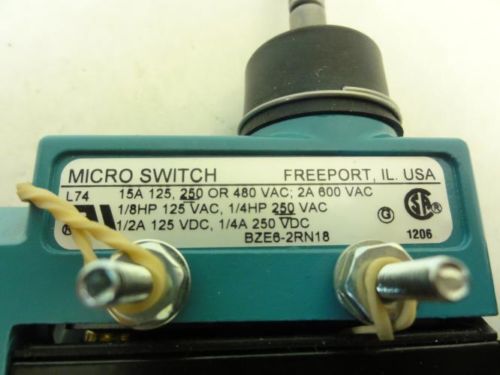 MICRO SWITCH FREEPORT, IL. USA
L74 15A 125, 250 OR 480 VAC; 2A 600 VAC
1/8HP 125 VAC, 1/4HP 250 VAC
1/2A 125 VDC, 1/4A 250 VDC
BZE6-2RN18
1206